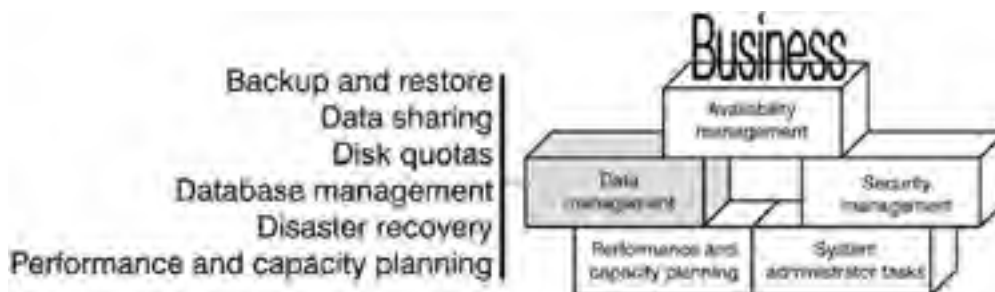 Backup and restore
Data sharing
Disk quotas
Database management
Disaster recovery
Performance and capacity planning
Business
Availability
management
Data
management
Security
management
Performance and
capacity planning
System
administrator tasks